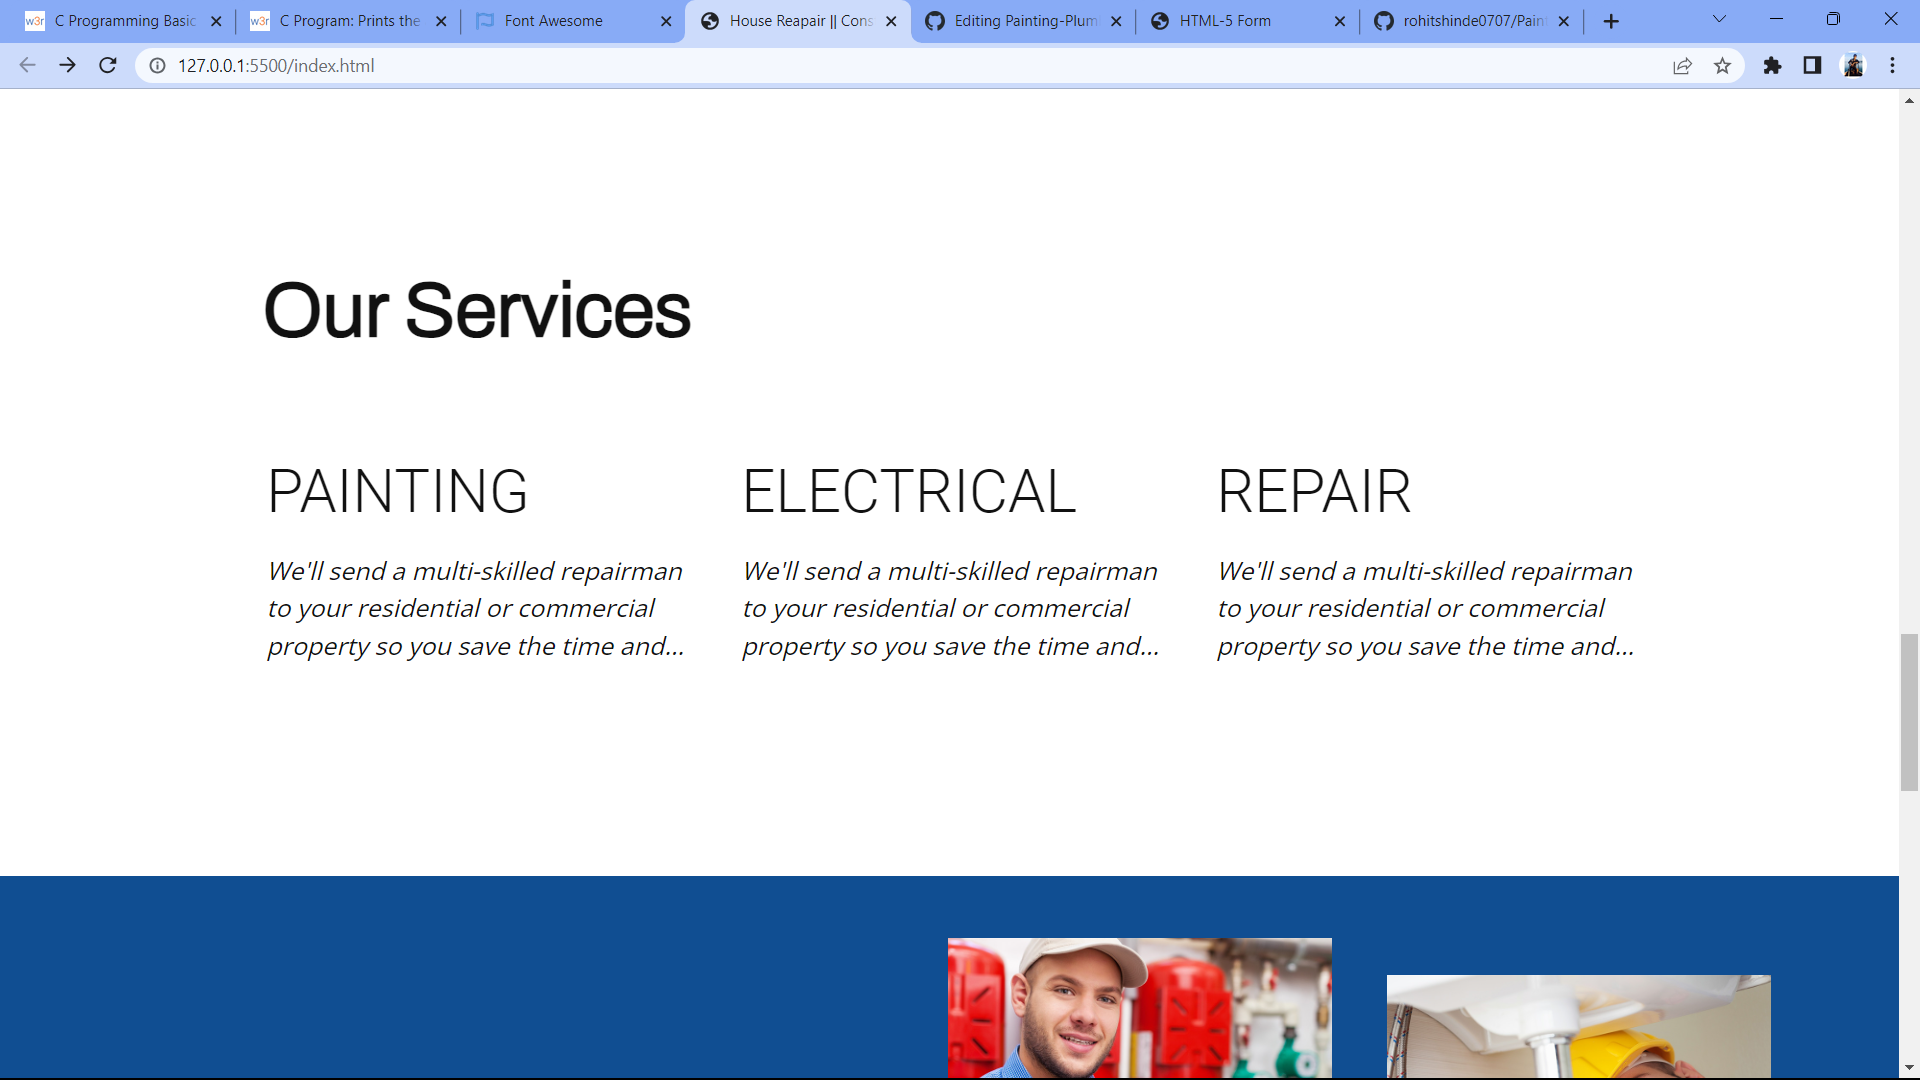 w3r C Programming Basic
w3r C Program: Prints the
Font Awesome
House Reapair || Cons
Editing Painting-Plum
HTML-5 Form
rohitshinde0707/Paint
127.0.0.1:5500/index.html
Our Services
PAINTING
We'll send a multi-skilled repairman
to your residential or commercial
property so you save the time and...
ELECTRICAL
We'll send a multi-skilled repairman
to your residential or commercial
property so you save the time and...
REPAIR
We'll send a multi-skilled repairman
to your residential or commercial
property so you save the time and...